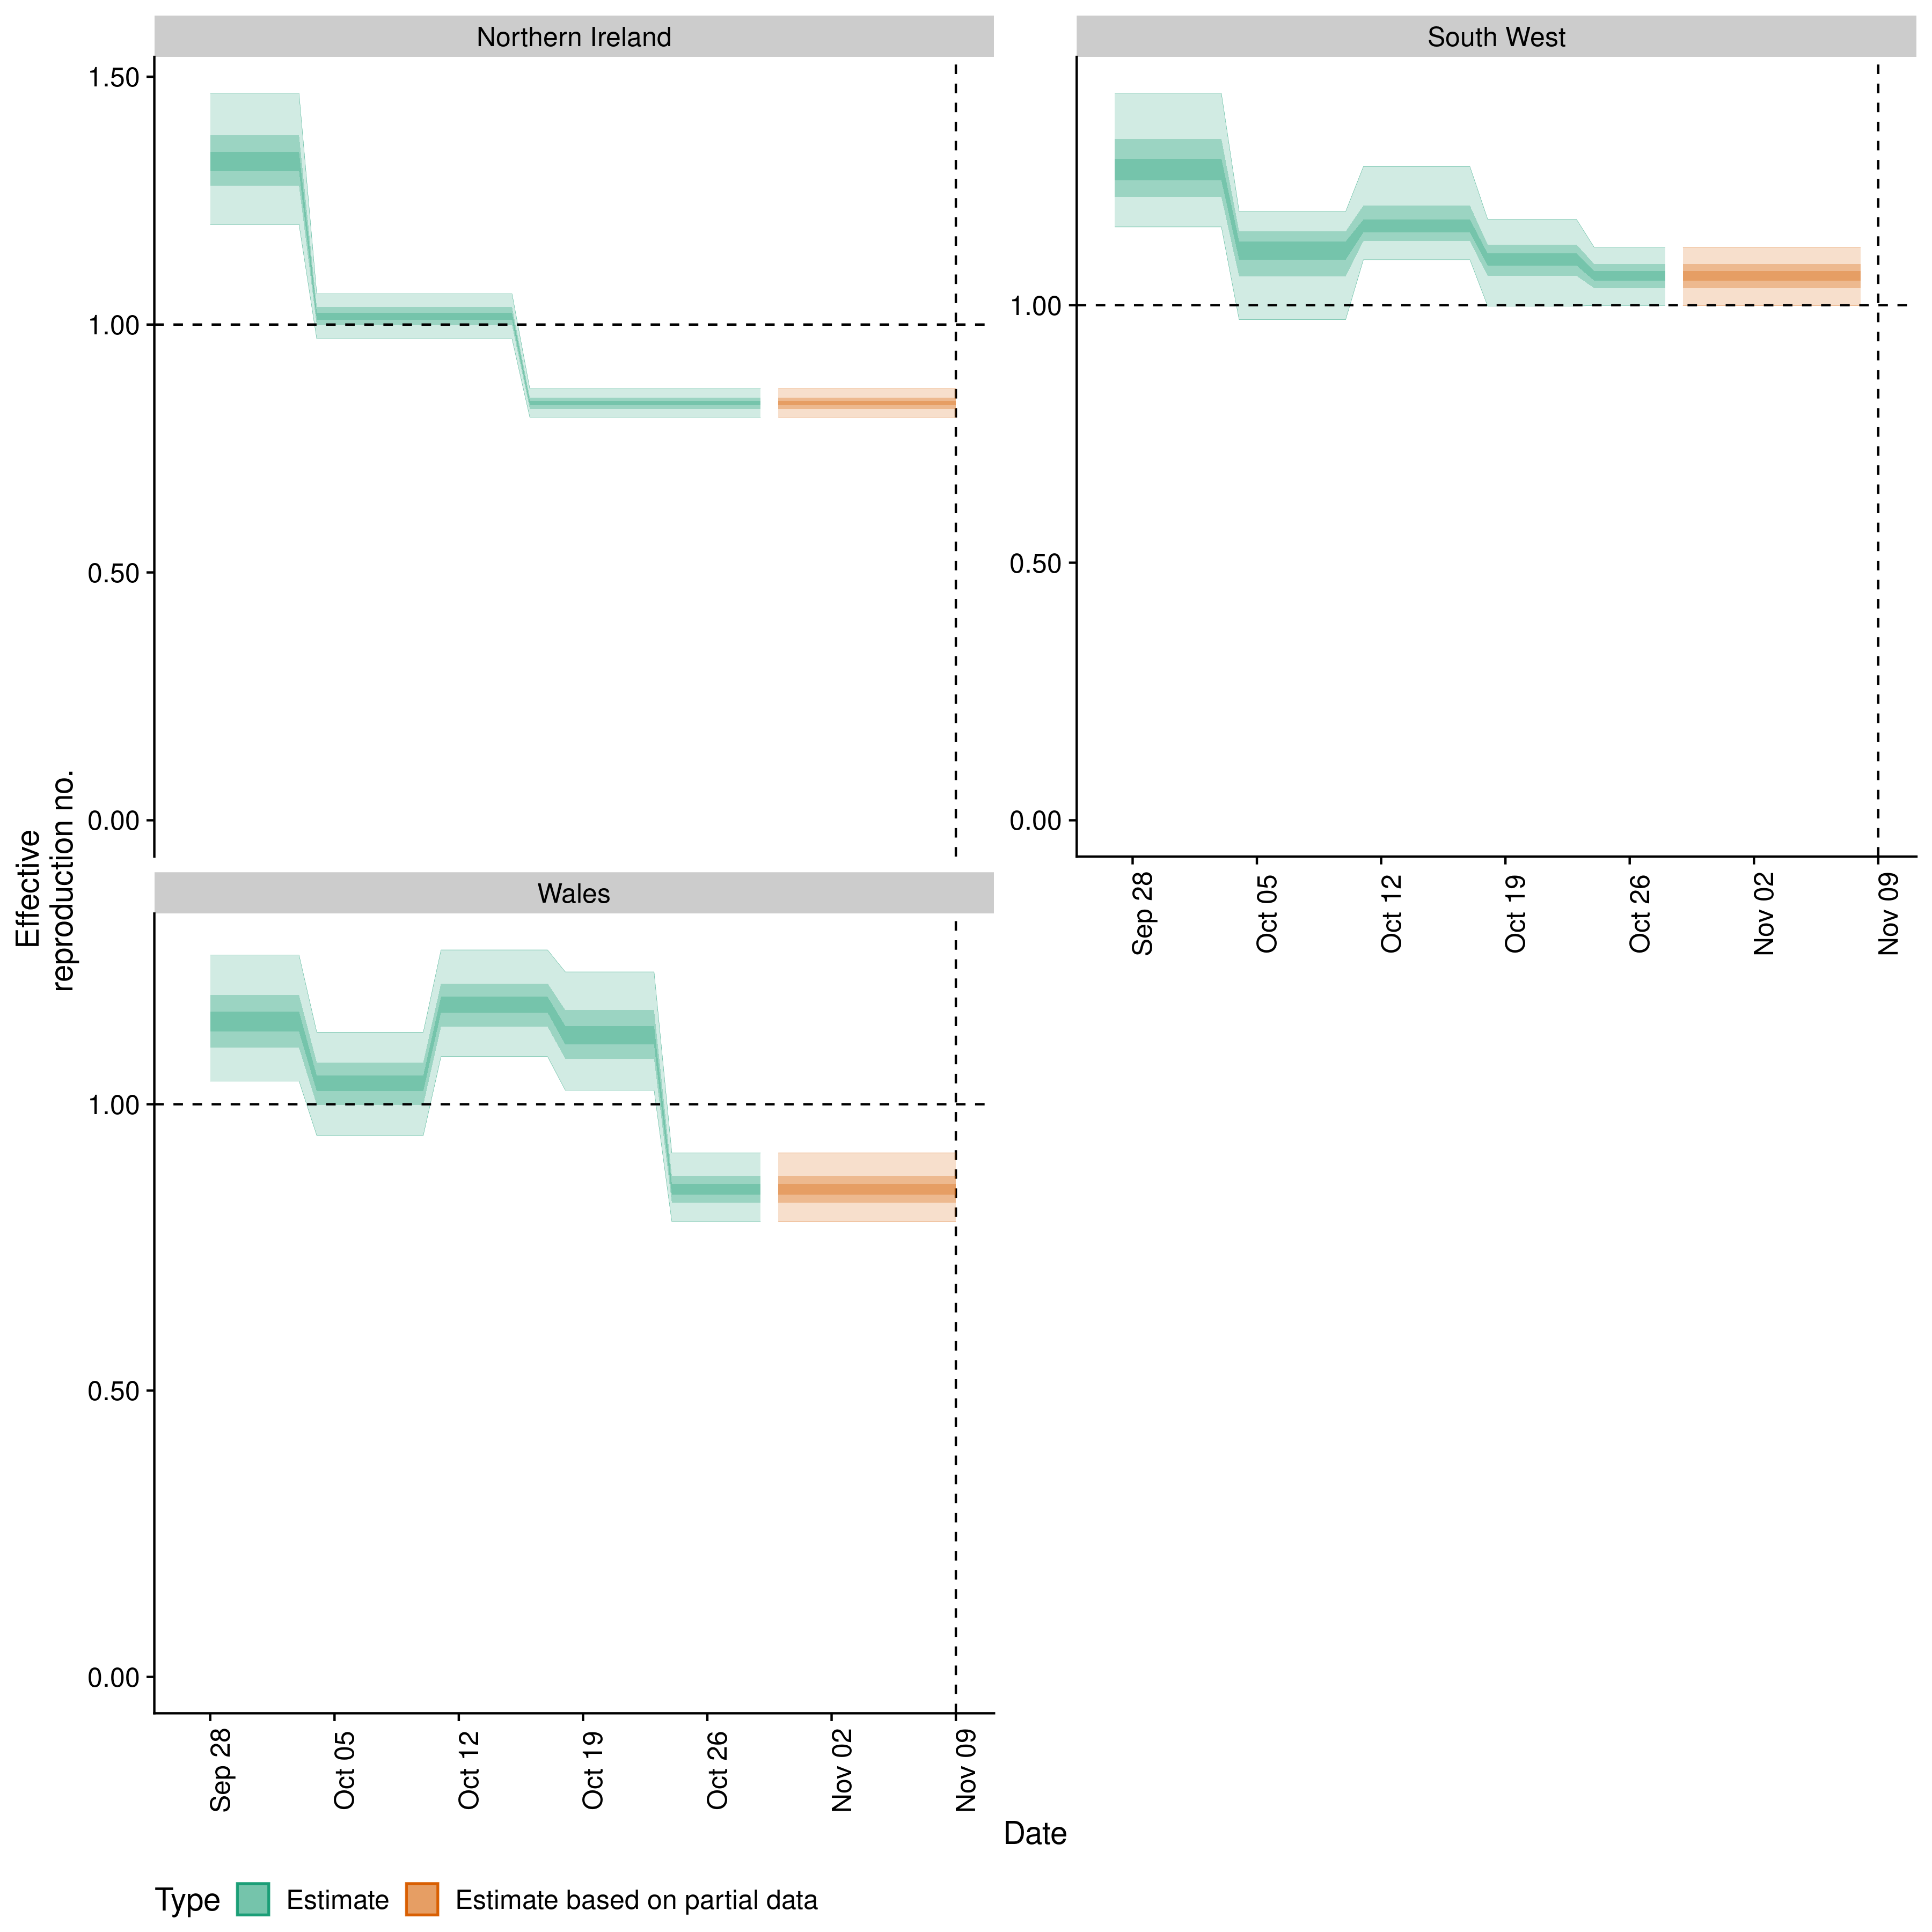 Northern Ireland
South West
1.50
1.00
0.50
0.00
1.00
0.50
0.00
Sep 28
Oct 05
Oct 12
Oct 19
Oct 26
Nov 02
Nov 09
Effective
reproduction no.
Wales
1.00
0.50
0.00
Sep 28
Oct 05
Oct 12
Oct 19
Oct 26
Nov 02
Nov 09
Date
Type Estimate Estimate based on partial data